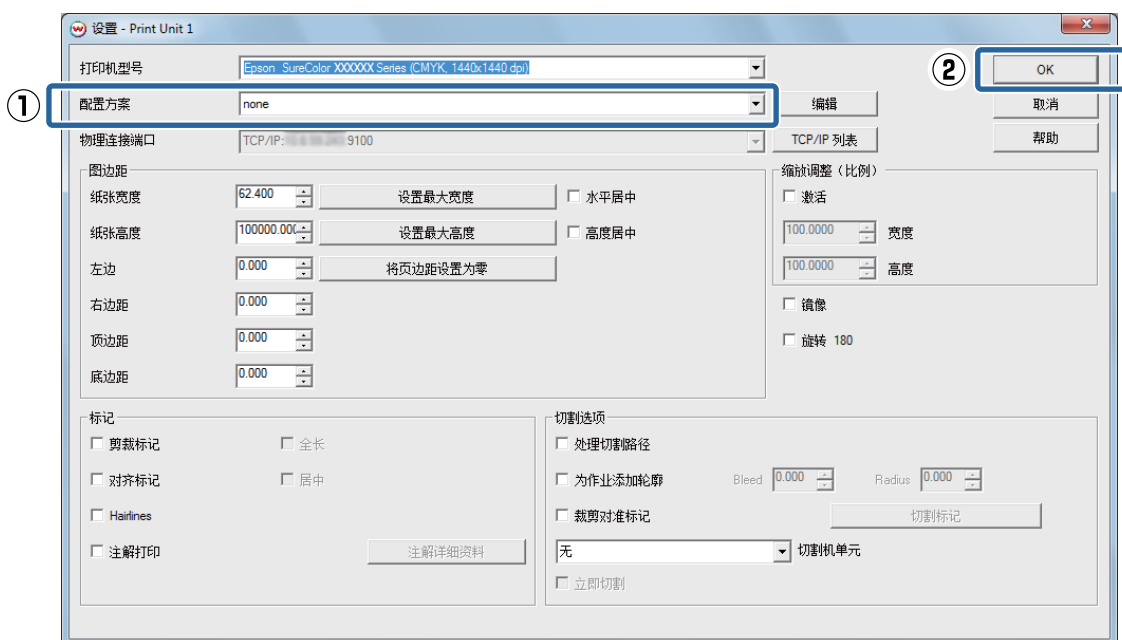 设置 - Print Unit 1
打印机型号 Epson SureColor XXXXXX Series (CMYK, 1440x1440 dpi) ② OK
① 配置方案 none 编辑 取消
物理连接端口 TCP/IP: 9100 TCP/IP 列表 帮助
图边距 缩放调整（比例）
纸张宽度 62.400 设置最大宽度 水平居中 激活
纸张高度 100000.000 设置最大高度 高度居中 100.0000 宽度
左边 0.000 将页边距设置为零 100.0000 高度
右边距 0.000 镜像
顶边距 0.000 旋转 180
底边距 0.000
标记 切割选项
剪裁标记 全长 处理切割路径
对齐标记 居中 为作业添加轮廓 Bleed 0.000 Radius 0.000
Hairlines 裁剪对准标记 切割标记
注解打印 注解详细资料 无 切割机单元
立即切割